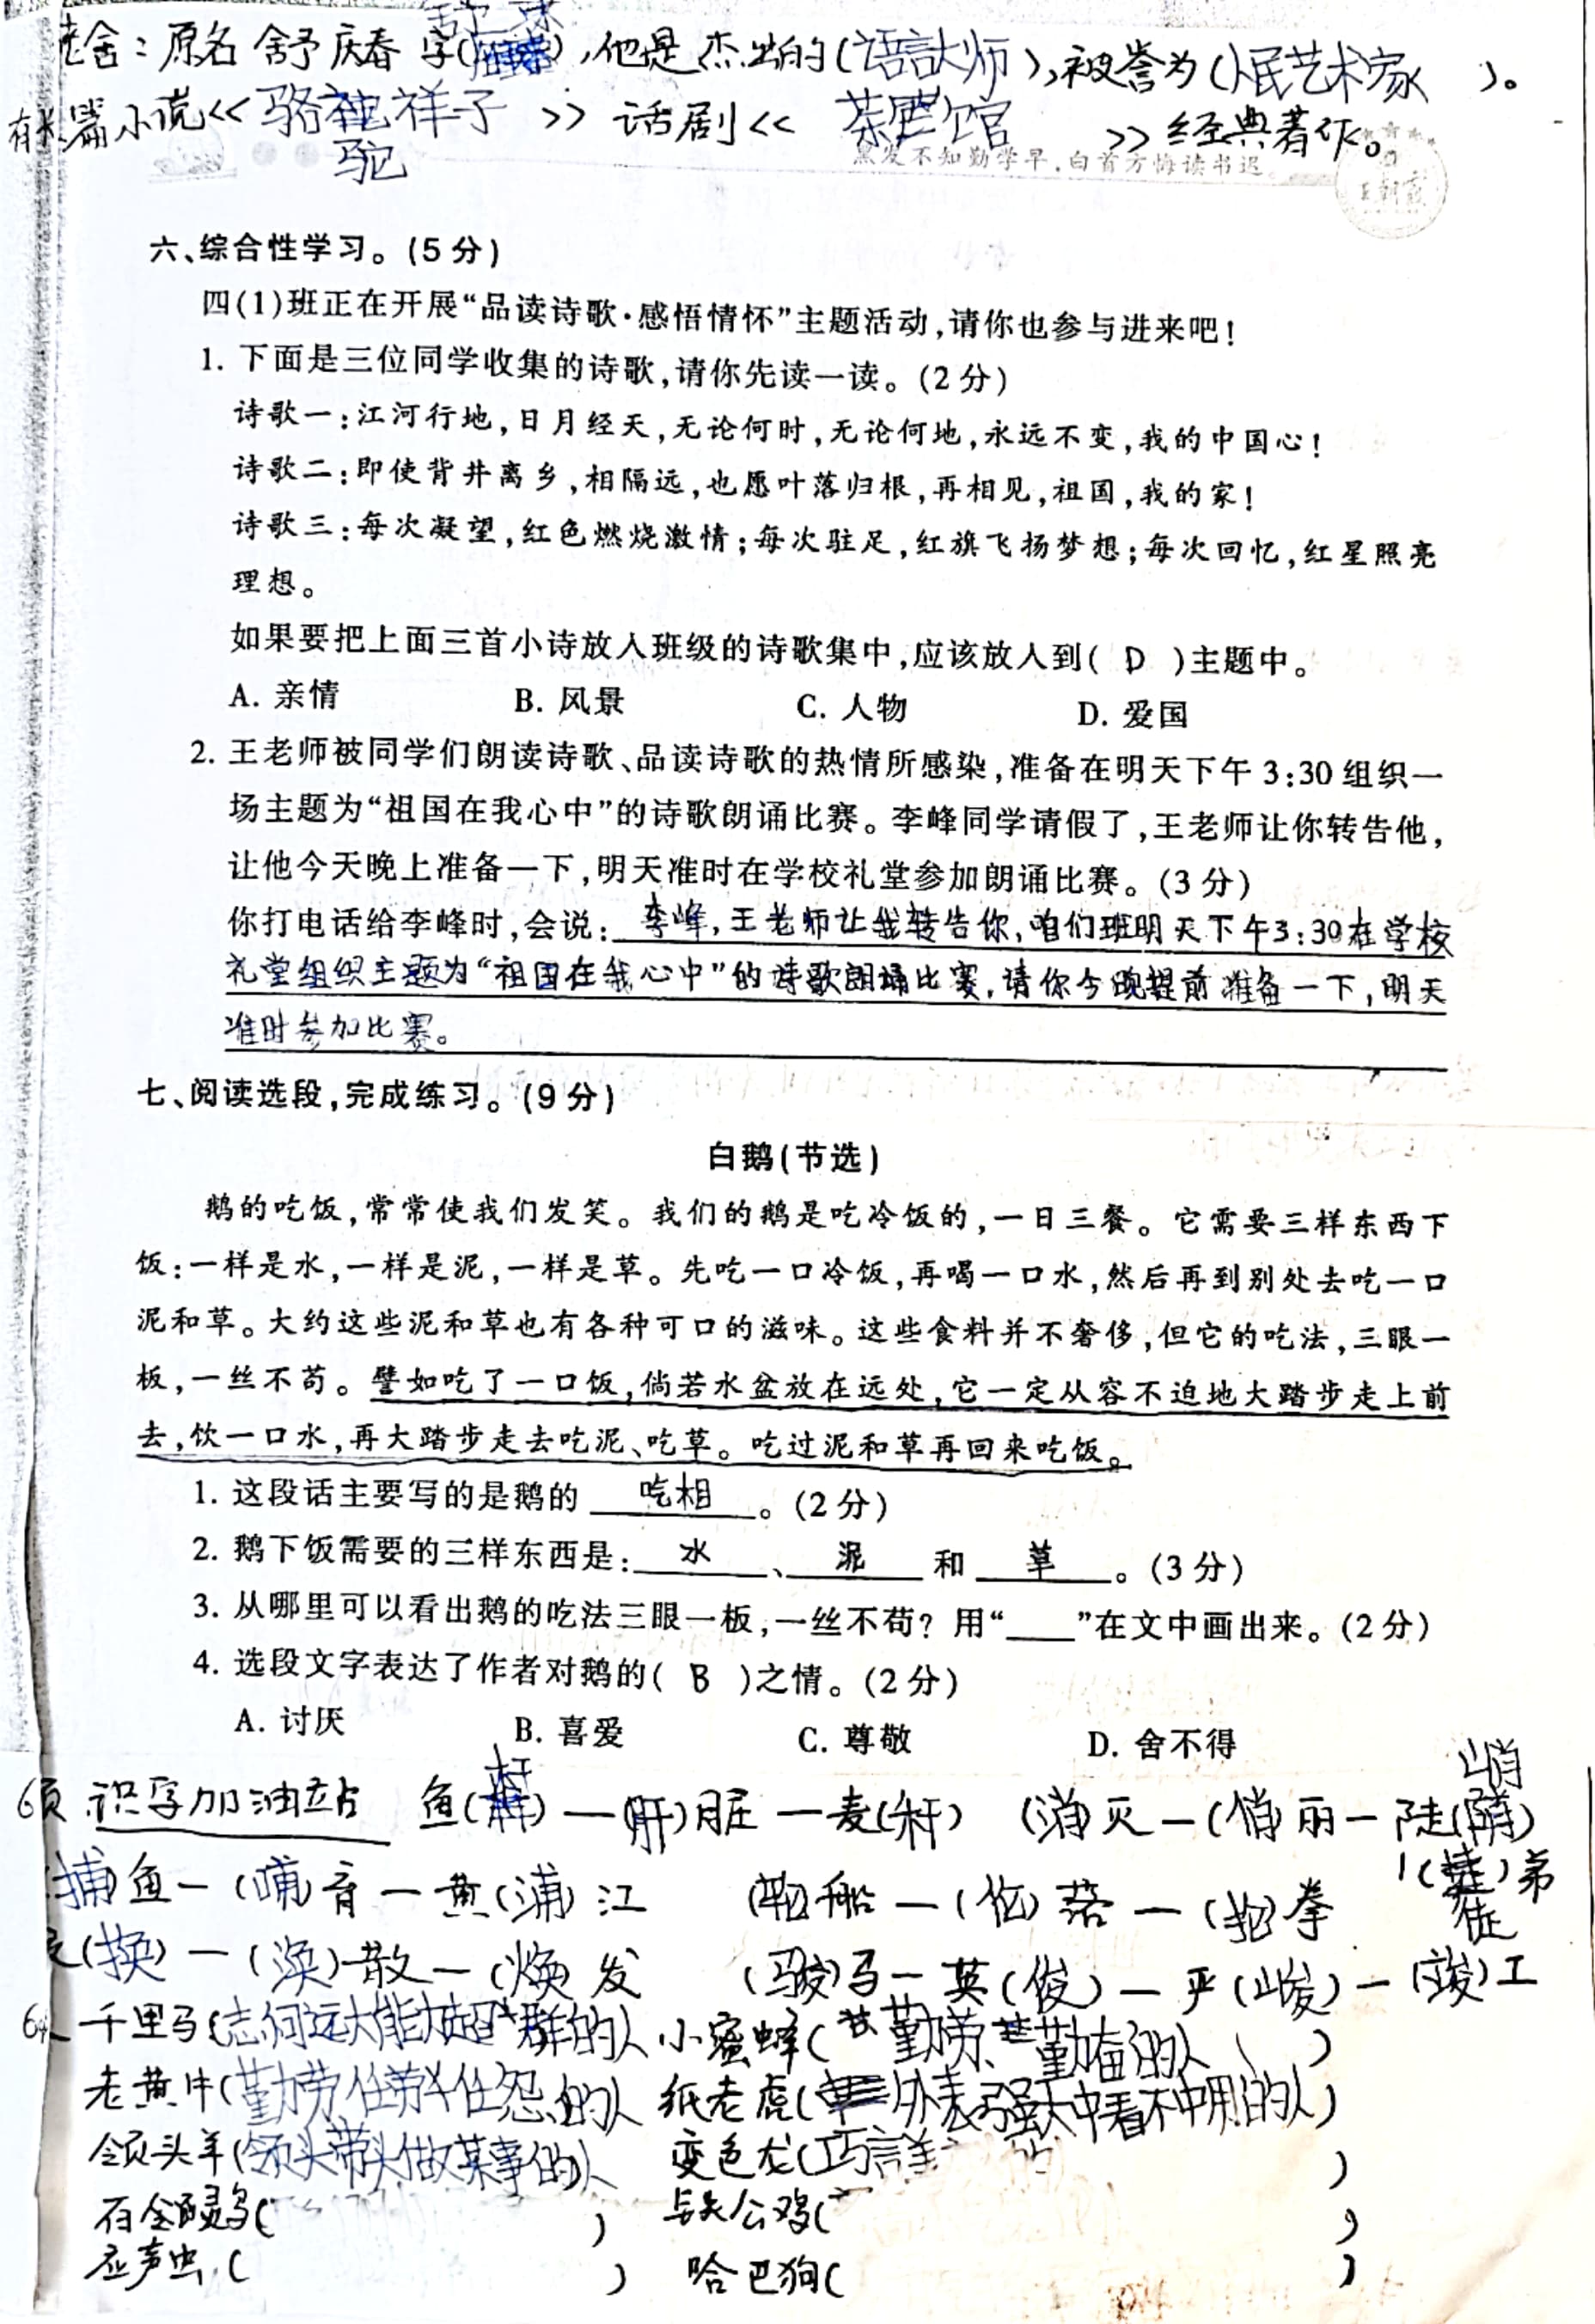 老舍：原名舒庆春 字(舍予),他是杰出的(语言大师),被誉为(人民艺术家)。
有长篇小说<<骆驼祥子>> 话剧<<茶馆>>经典著作。
黑发不知勤学早,白首方悔读书迟。
六、综合性学习。(5分)
四(1)班正在开展“品读诗歌·感悟情怀”主题活动,请你也参与进来吧!
1. 下面是三位同学收集的诗歌,请你先读一读。(2分)
诗歌一:江河行地,日月经天,无论何时,无论何地,永远不变,我的中国心!
诗歌二:即使背井离乡,相隔远,也愿叶落归根,再相见,祖国,我的家!
诗歌三:每次凝望,红色燃烧激情;每次驻足,红旗飞扬梦想;每次回忆,红星照亮
理想。
如果要把上面三首小诗放入班级的诗歌集中,应该放入到( D )主题中。
A. 亲情 B. 风景 C. 人物 D. 爱国
2. 王老师被同学们朗读诗歌、品读诗歌的热情所感染,准备在明天下午3:30组织一
场主题为“祖国在我心中”的诗歌朗诵比赛。李峰同学请假了,王老师让你转告他,
让他今天晚上准备一下,明天准时在学校礼堂参加朗诵比赛。(3分)
你打电话给李峰时,会说:李峰,王老师让我转告你,咱们班明天下午3:30在学校
礼堂组织主题为“祖国在我心中”的诗歌朗诵比赛,请你今晚提前准备一下,明天
准时参加比赛。
七、阅读选段,完成练习。(9分)
白鹅(节选)
鹅的吃饭,常常使我们发笑。我们的鹅是吃冷饭的,一日三餐。它需要三样东西下
饭:一样是水,一样是泥,一样是草。先吃一口冷饭,再喝一口水,然后再到别处去吃一口
泥和草。大约这些泥和草也有各种可口的滋味。这些食料并不奢侈,但它的吃法,三眼一
板,一丝不苟。譬如吃了一口饭,倘若水盆放在远处,它一定从容不迫地大踏步走上前
去,饮一口水,再大踏步走去吃泥、吃草。吃过泥和草再回来吃饭。
1. 这段话主要写的是鹅的 吃相 。(2分)
2. 鹅下饭需要的三样东西是: 水 、 泥 和 草 。(3分)
3. 从哪里可以看出鹅的吃法三眼一板,一丝不苟? 用“___”在文中画出来。(2分)
4. 选段文字表达了作者对鹅的( B )之情。(2分)
A. 讨厌 B. 喜爱 C. 尊敬 D. 舍不得
6页 识字加油站 鱼(杆)—(肝)脏—麦(秆) (消)灭—(俏)丽—陡(峭)
(捕)鱼—(哺)音—黄(浦)江 (驼)船—(佗)落—(抱)拳 (徒)弟
(换)—(涣)散—(焕)发 (骏)马—英(俊)—严(峻)—(竣)工
千里马(志向远大能力超群的人 小蜜蜂(勤劳、勤奋的人)
老黄牛(勤劳任劳任怨的人 纸老虎(外表强大中看不中用的人)
领头羊(领头带头做某事的人 变色龙(巧言 )
百灵鸟( ) 铁公鸡( )
应声虫( ) 哈巴狗( )